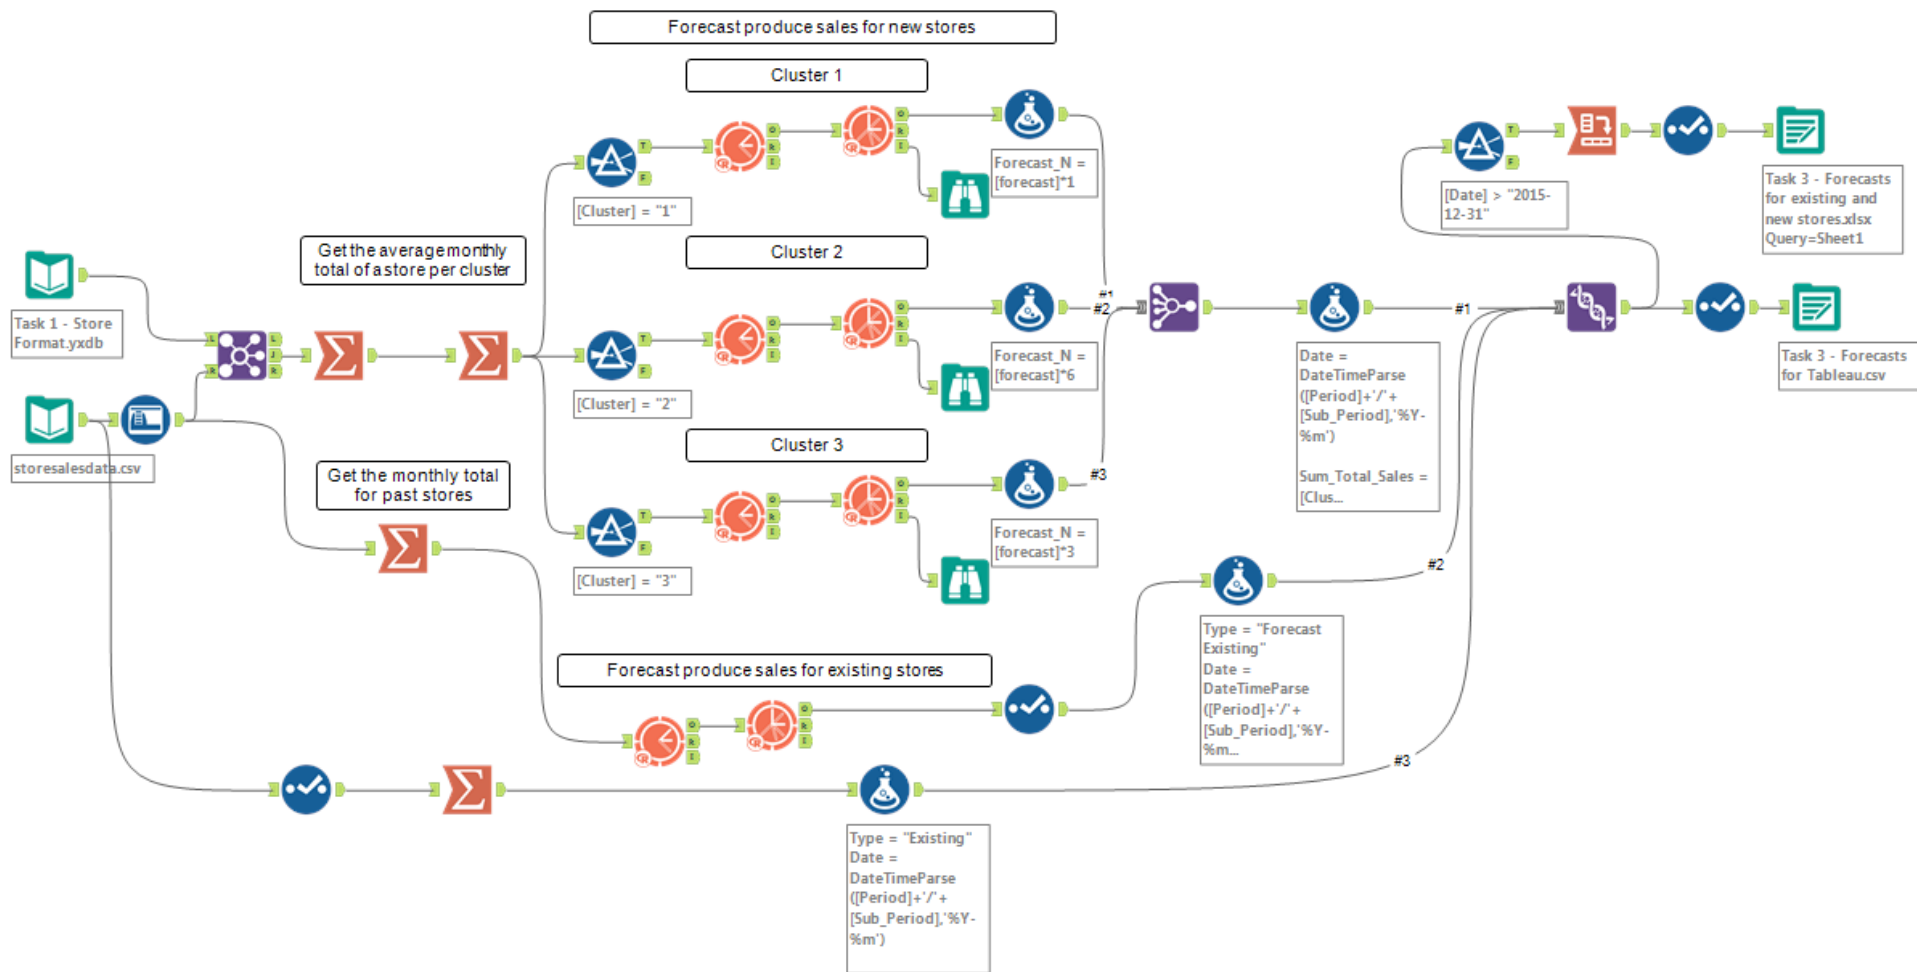 Forecast produce sales for new stores
Cluster 1
Forecast_N =
[forecast]*1
[Cluster] = "1"
Cluster 2
Forecast_N =
[forecast]*6
[Cluster] = "2"
Cluster 3
Forecast_N =
[forecast]*3
[Cluster] = "3"
Get the average monthly
total of a store per cluster
Task 1 - Store
Format.yxdb
storesalesdata.csv
Get the monthly total
for past stores
Forecast produce sales for existing stores
#1
#2
#3
Date =
DateTimeParse
([Period]+'/'+
[Sub_Period],'%Y-
%m')
Sum_Total_Sales =
[Clus...
Type = "Forecast
Existing"
Date =
DateTimeParse
([Period]+'/'+
[Sub_Period],'%Y-
%m...
Type = "Existing"
Date =
DateTimeParse
([Period]+'/'+
[Sub_Period],'%Y-
%m')
#1
#2
#3
[Date] > "2015-
12-31"
Task 3 - Forecasts
for existing and
new stores.xlsx
Query=Sheet1
Task 3 - Forecasts
for Tableau.csv